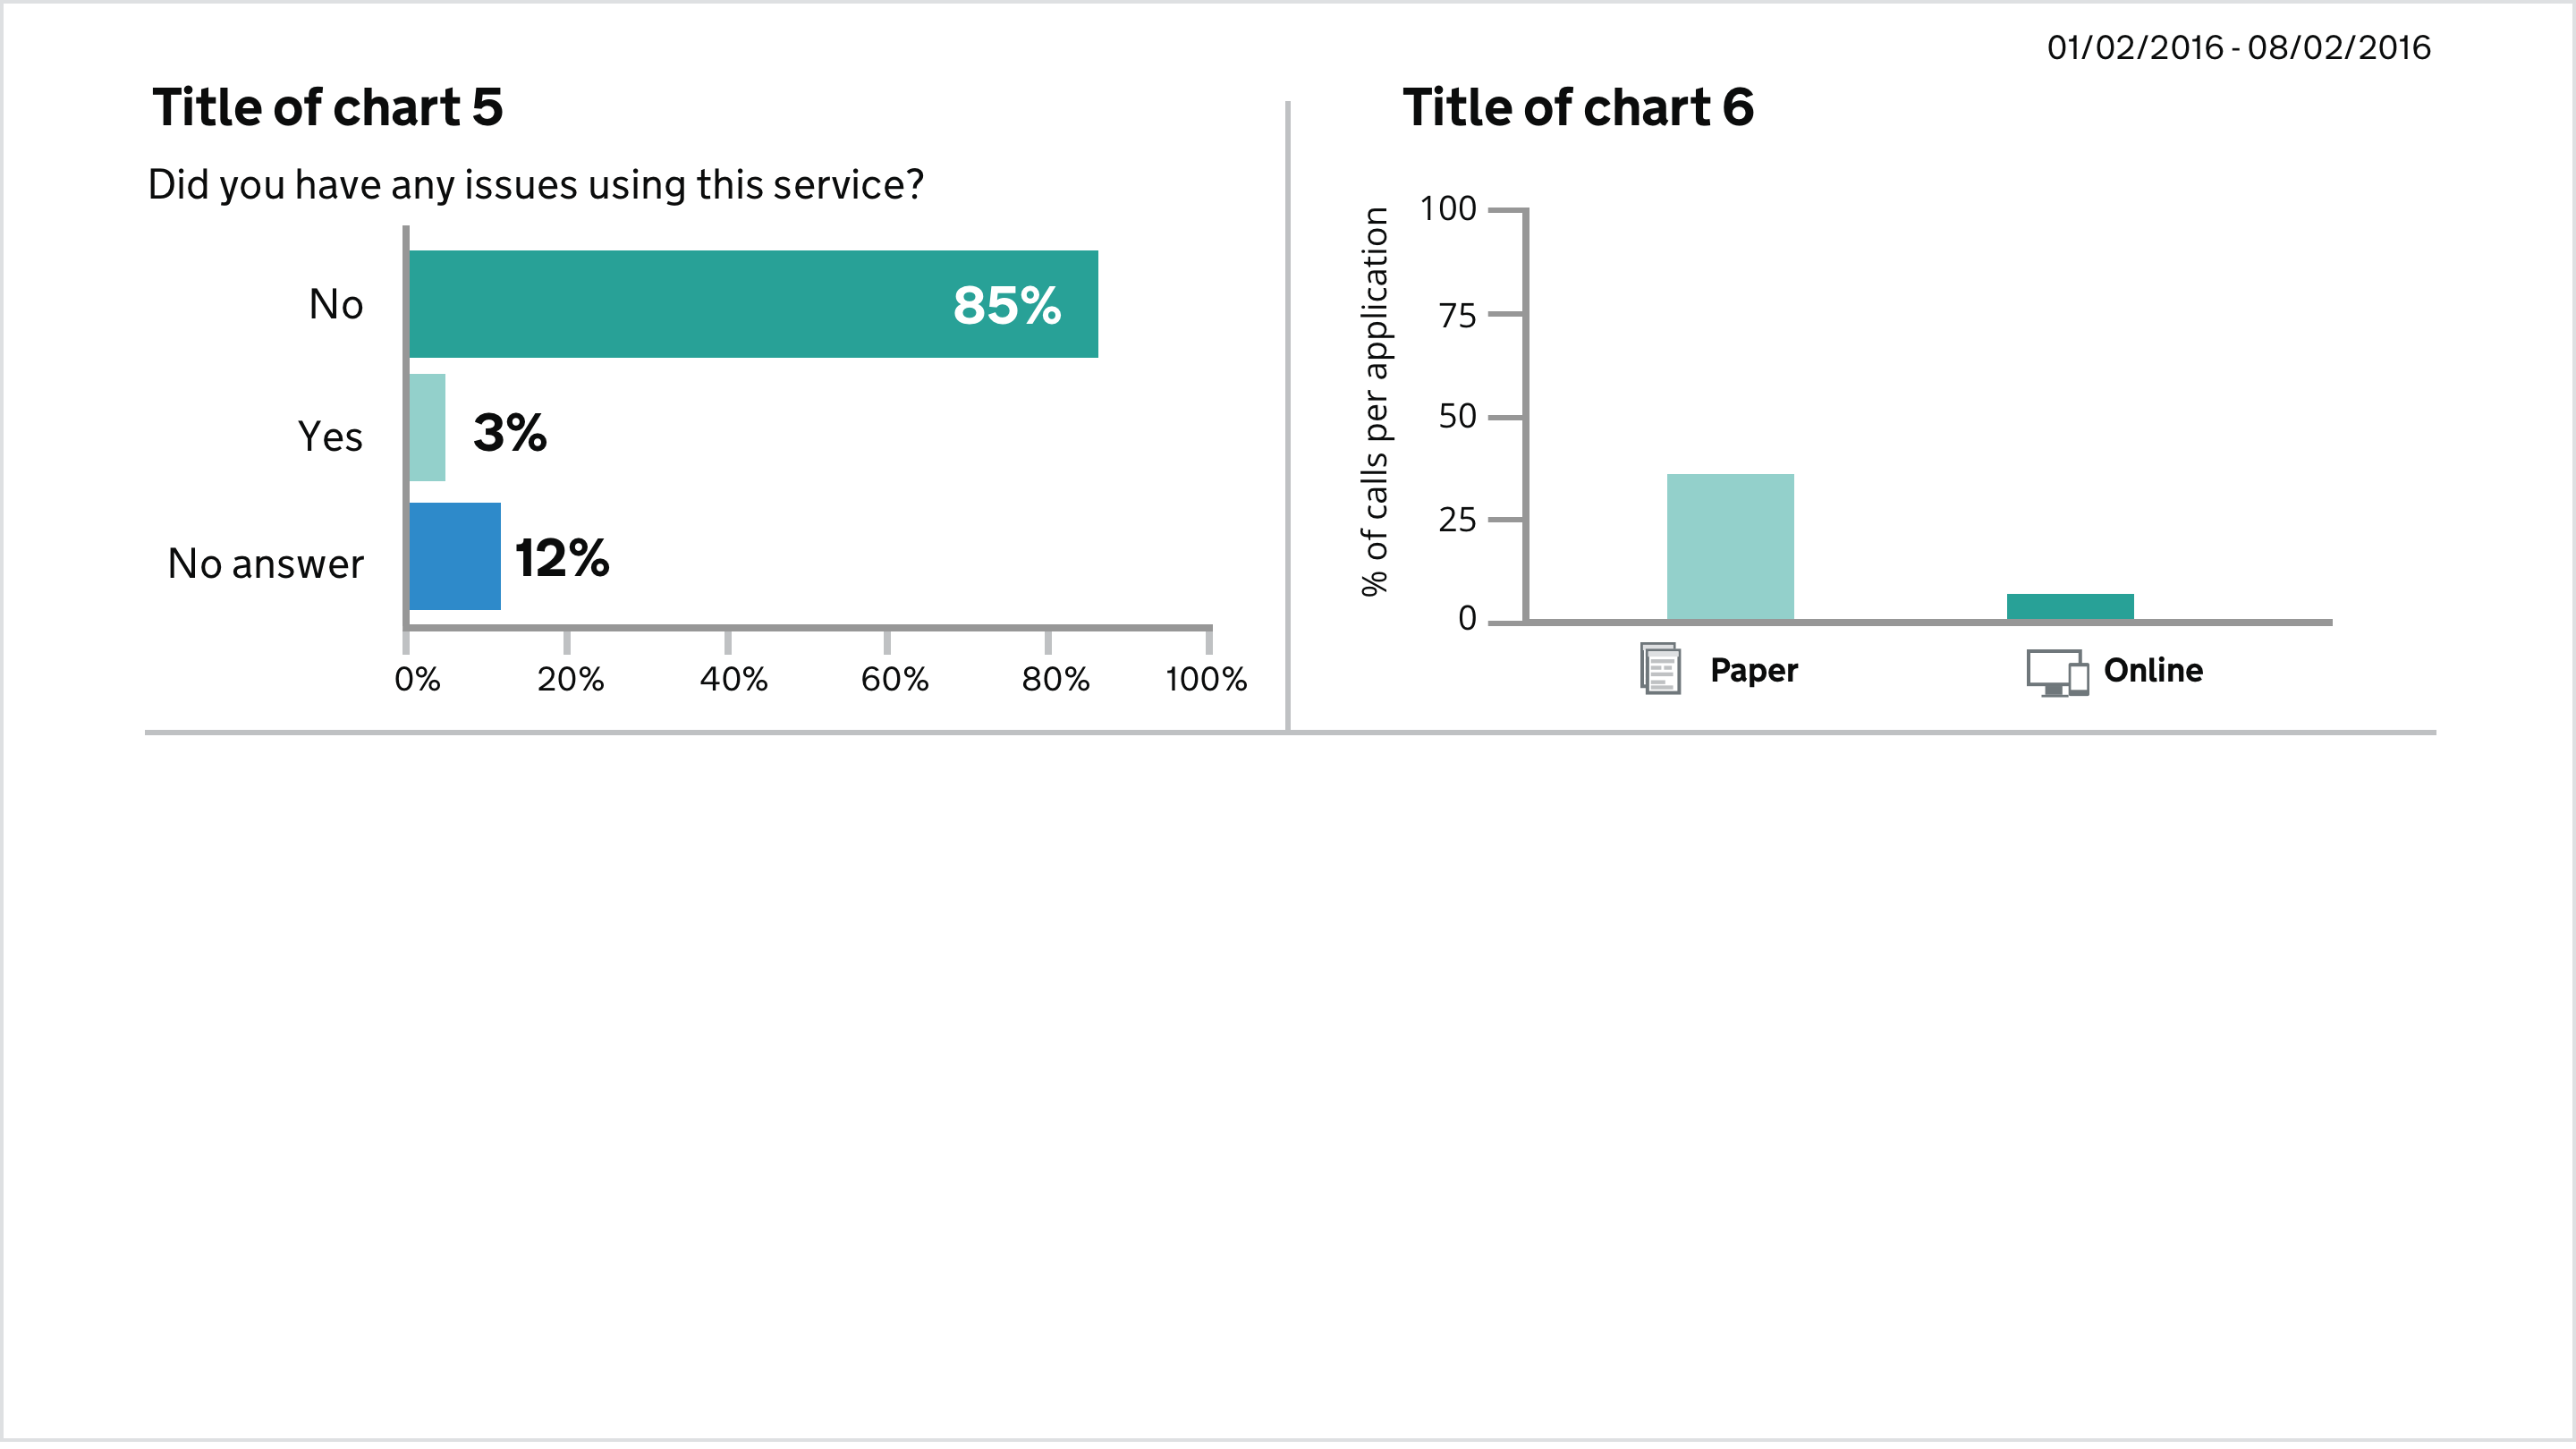 01/02/2016 - 08/02/2016
Title of chart 5
Did you have any issues using this service?
No
85%
Yes
3%
No answer
12%
0% 20% 40% 60% 80% 100%
Title of chart 6
% of calls per application
100
75
50
25
0
Paper
Online